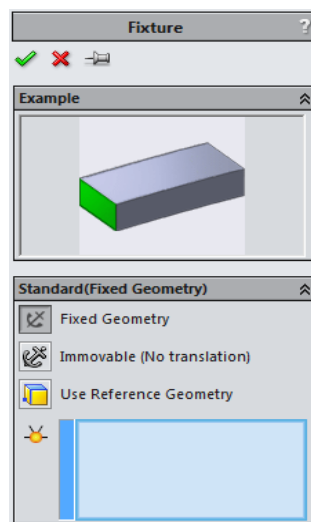 Fixture ?
Example
Standard(Fixed Geometry)
Fixed Geometry
Immovable (No translation)
Use Reference Geometry